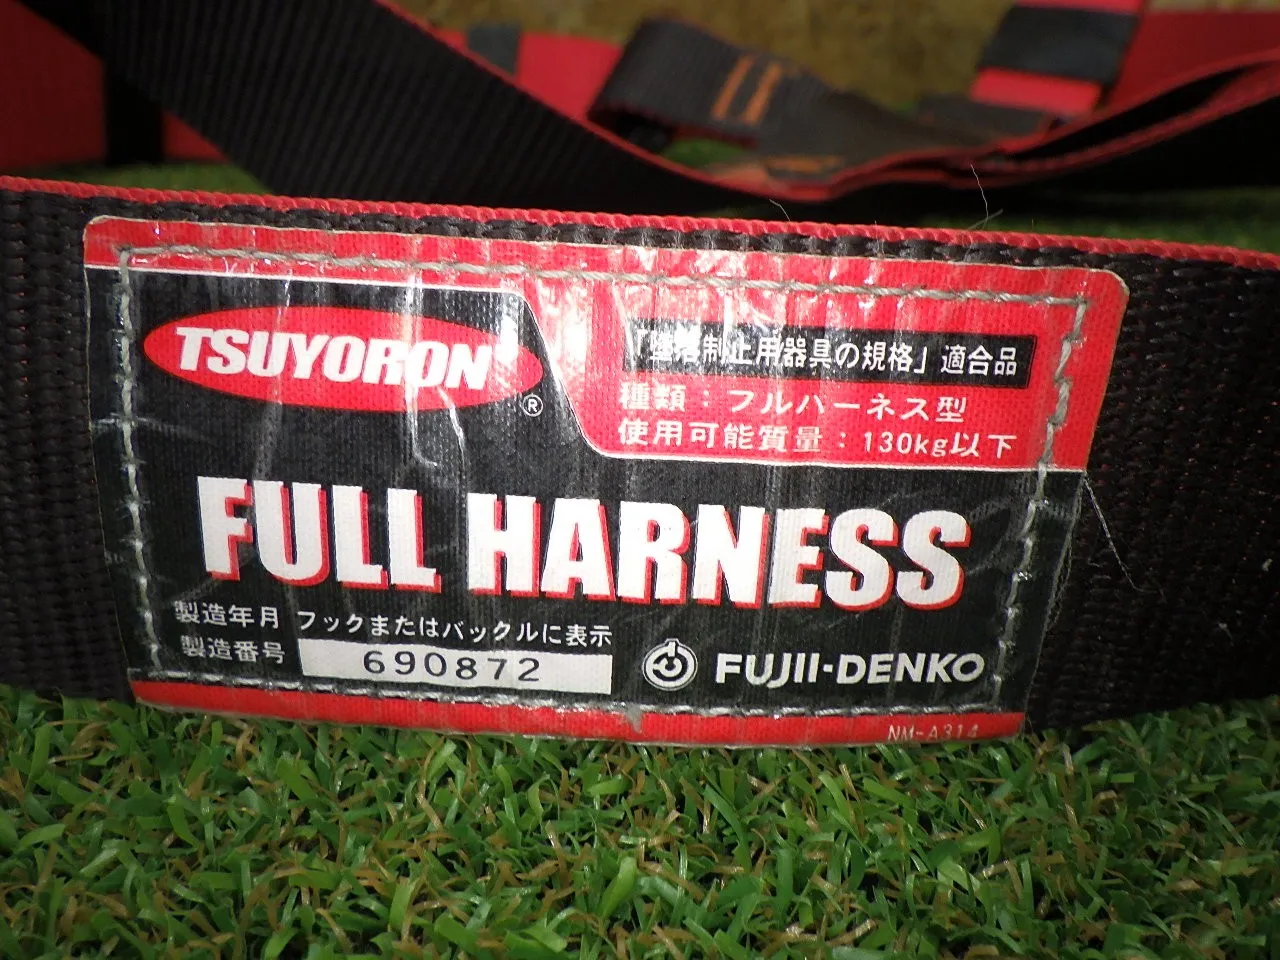 TSUYORON
®
「墜落制止用器具の規格」適合品
種類：フルハーネス型
使用可能質量：130kg以下
FULL HARNESS
製造年月 フックまたはバックルに表示
製造番号 690872
FUJII-DENKO
NM-A314